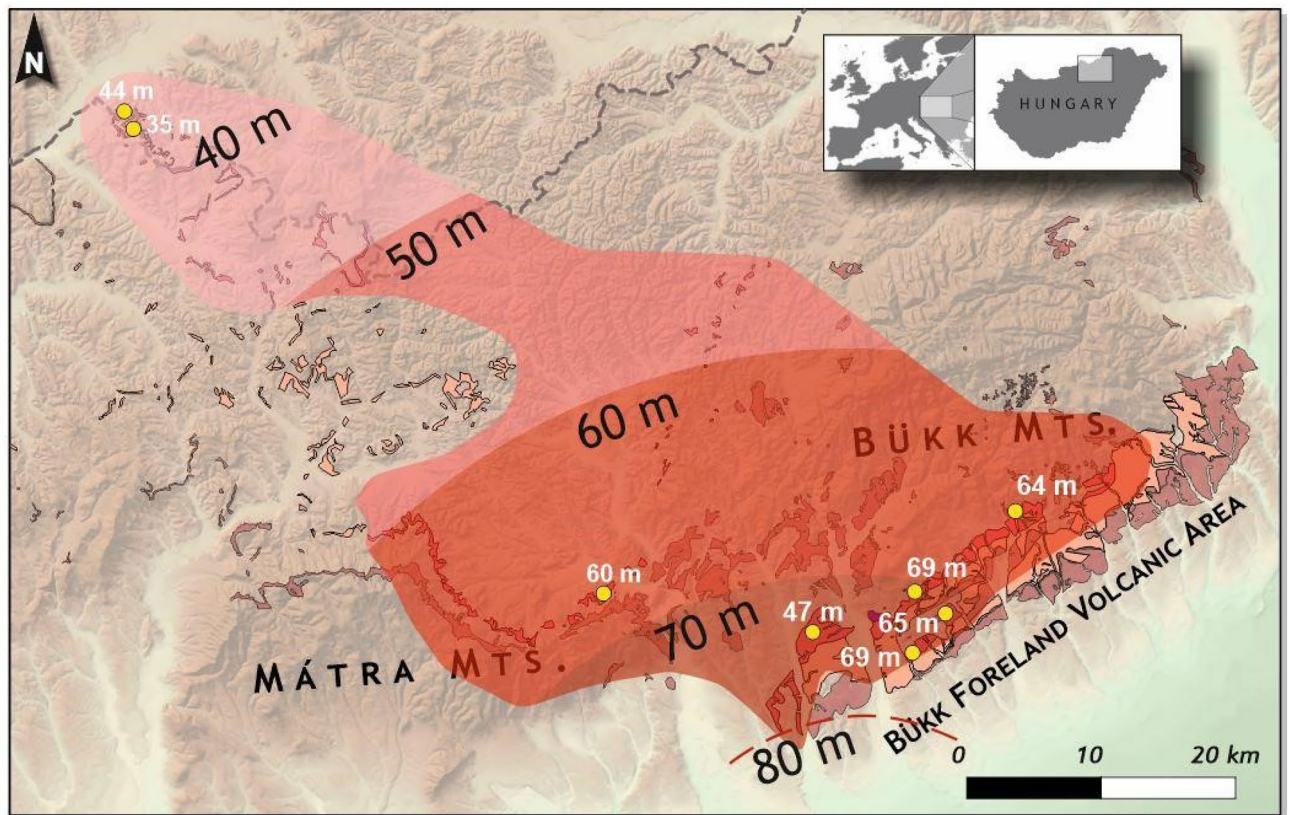 N
44 m
35 m
40 m
HUNGARY
50 m
60 m
BÜKK MTS.
64 m
60 m
69 m
47 m
65 m
70 m
69 m
MÁTRA MTS.
BÜKK FORELAND VOLCANIC AREA
80 m
0 10 20 km